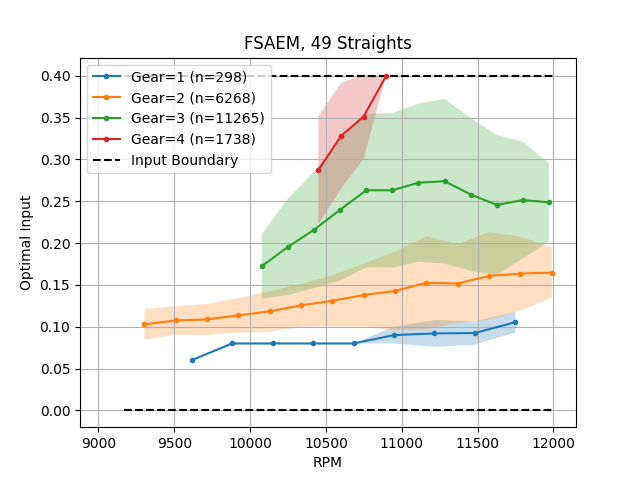 FSAEM, 49 Straights
Gear=1 (n=298)
Gear=2 (n=6268)
Gear=3 (n=11265)
Gear=4 (n=1738)
Input Boundary
Optimal Input
0.40
0.35
0.30
0.25
0.20
0.15
0.10
0.05
0.00
9000 9500 10000 10500 11000 11500 12000
RPM